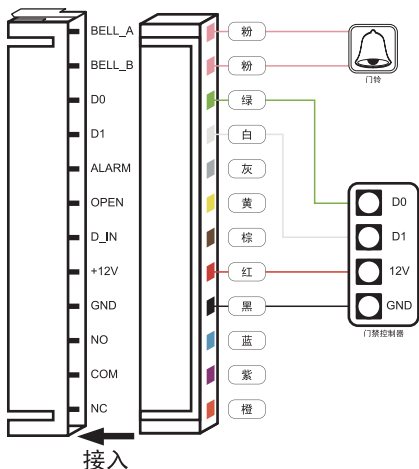 BELL_A 粉
BELL_B 粉
门铃
D0 绿
D1 白
ALARM 灰
OPEN 黄
D_IN 棕
+12V 红
GND 黑
NO 蓝
COM 紫
NC 橙
D0
D1
12V
GND
门禁控制器
接入